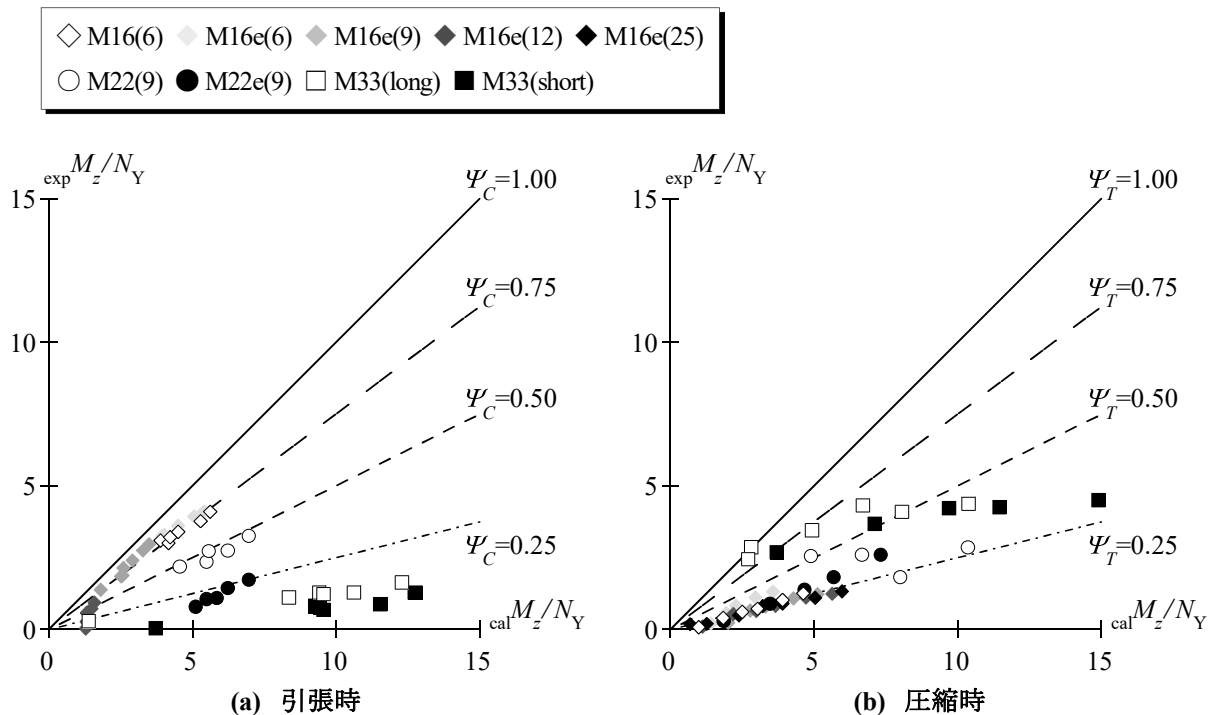 M16(6) M16e(6) M16e(9) M16e(12) M16e(25)
M22(9) M22e(9) M33(long) M33(short)
expMz/NY
15
10
5
0
0 5 10 15
ΨC=1.00
ΨC=0.75
ΨC=0.50
ΨC=0.25
calMz/NY
(a) 引張時
expMz/NY
15
10
5
0
0 5 10 15
ΨT=1.00
ΨT=0.75
ΨT=0.50
ΨT=0.25
calMz/NY
(b) 圧縮時